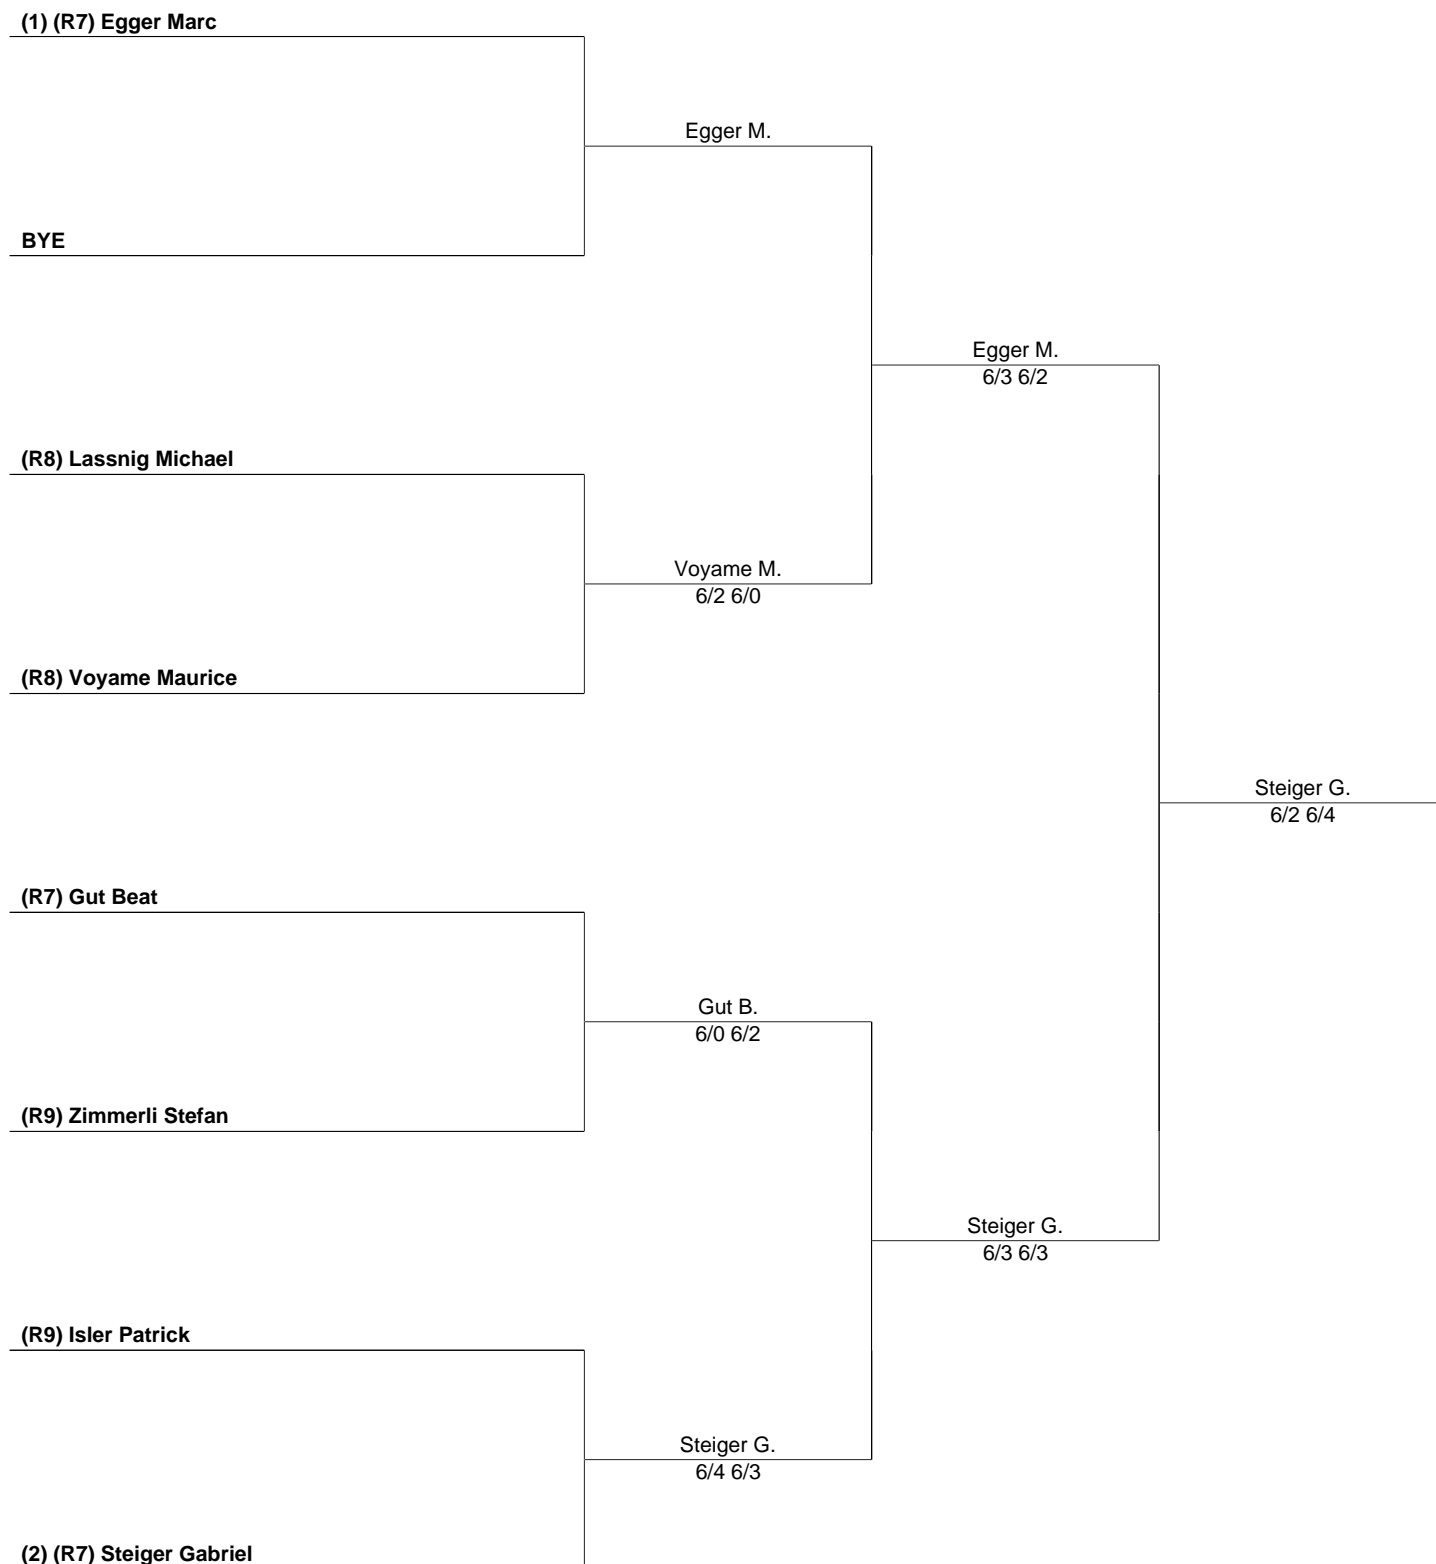 (1) (R7) Egger Marc
Egger M.
BYE
Egger M.
6/3 6/2
(R8) Lassnig Michael
Voyame M.
6/2 6/0
(R8) Voyame Maurice
Steiger G.
6/2 6/4
(R7) Gut Beat
Gut B.
6/0 6/2
(R9) Zimmerli Stefan
Steiger G.
6/3 6/3
(R9) Isler Patrick
Steiger G.
6/4 6/3
(2) (R7) Steiger Gabriel